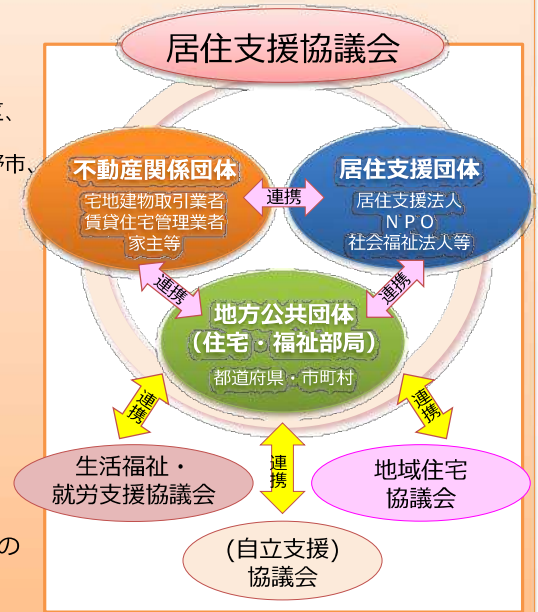 居住支援協議会
区、
野市、
不動産関係団体
宅地建物取引業者
賃貸住宅管理業者
家主等
連携
居住支援団体
居住支援法人
NPO
社会福祉法人等
連携
連携
地方公共団体
(住宅・福祉部局)
都道府県・市町村
連携
連携
連携
生活福祉・
就労支援協議会
地域住宅
協議会
(自立支援)
協議会
の